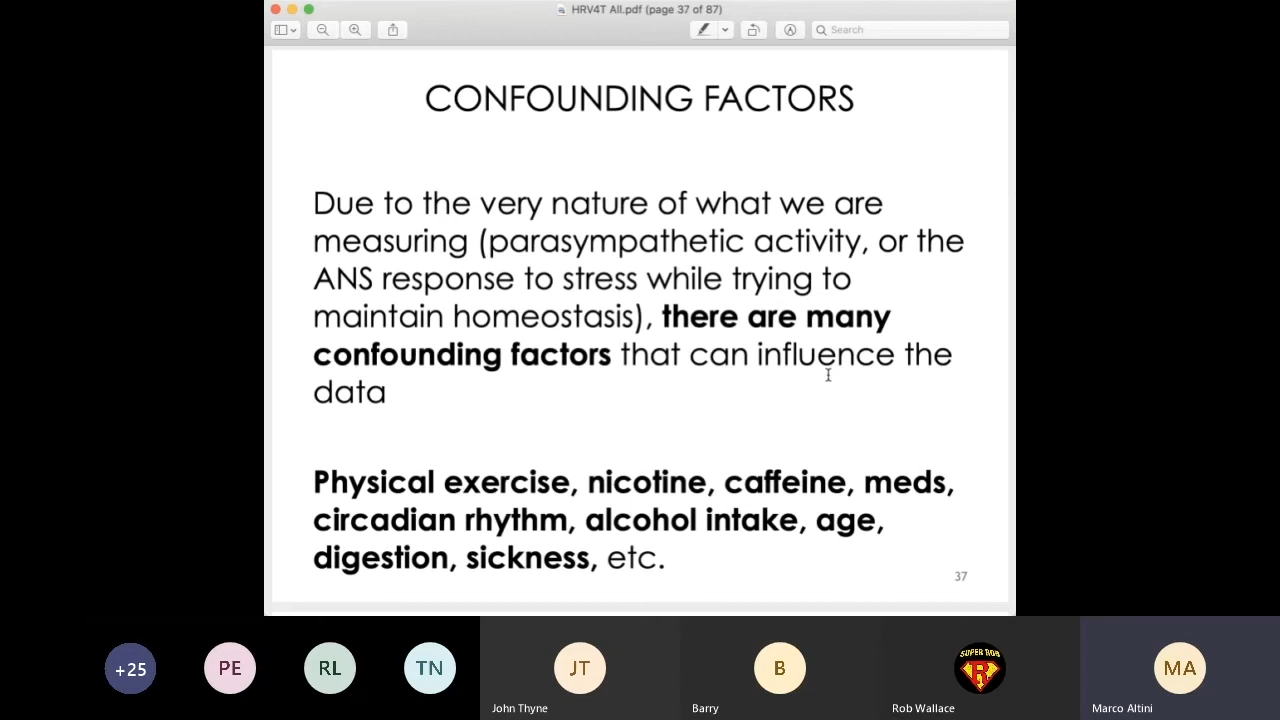 HRV4T All.pdf (page 37 of 87)
Search
CONFOUNDING FACTORS
Due to the very nature of what we are
measuring (parasympathetic activity, or the
ANS response to stress while trying to
maintain homeostasis), there are many
confounding factors that can influence the
data
Physical exercise, nicotine, caffeine, meds,
circadian rhythm, alcohol intake, age,
digestion, sickness, etc.
37
+25
PE
RL
TN
JT
B
SUPER ROB
R
MA
John Thyne
Barry
Rob Wallace
Marco Altini